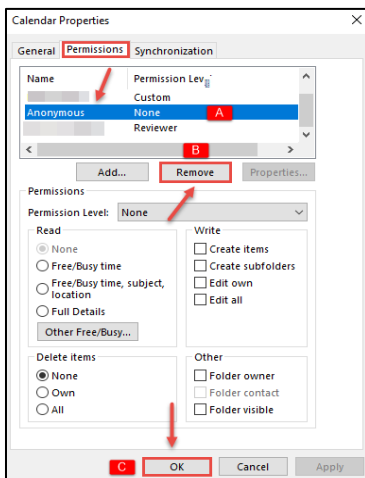 Calendar Properties
General Permissions Synchronization
Name Permission Lev
Custom
Anonymous None A
Reviewer
B
Add... Remove Properties...
Permissions
Permission Level: None
Read Write
None Create items
Free/Busy time Create subfolders
Free/Busy time, subject, location Edit own
Full Details Edit all
Other Free/Busy...
Delete items Other
None Folder owner
Own Folder contact
All Folder visible
C OK Cancel Apply